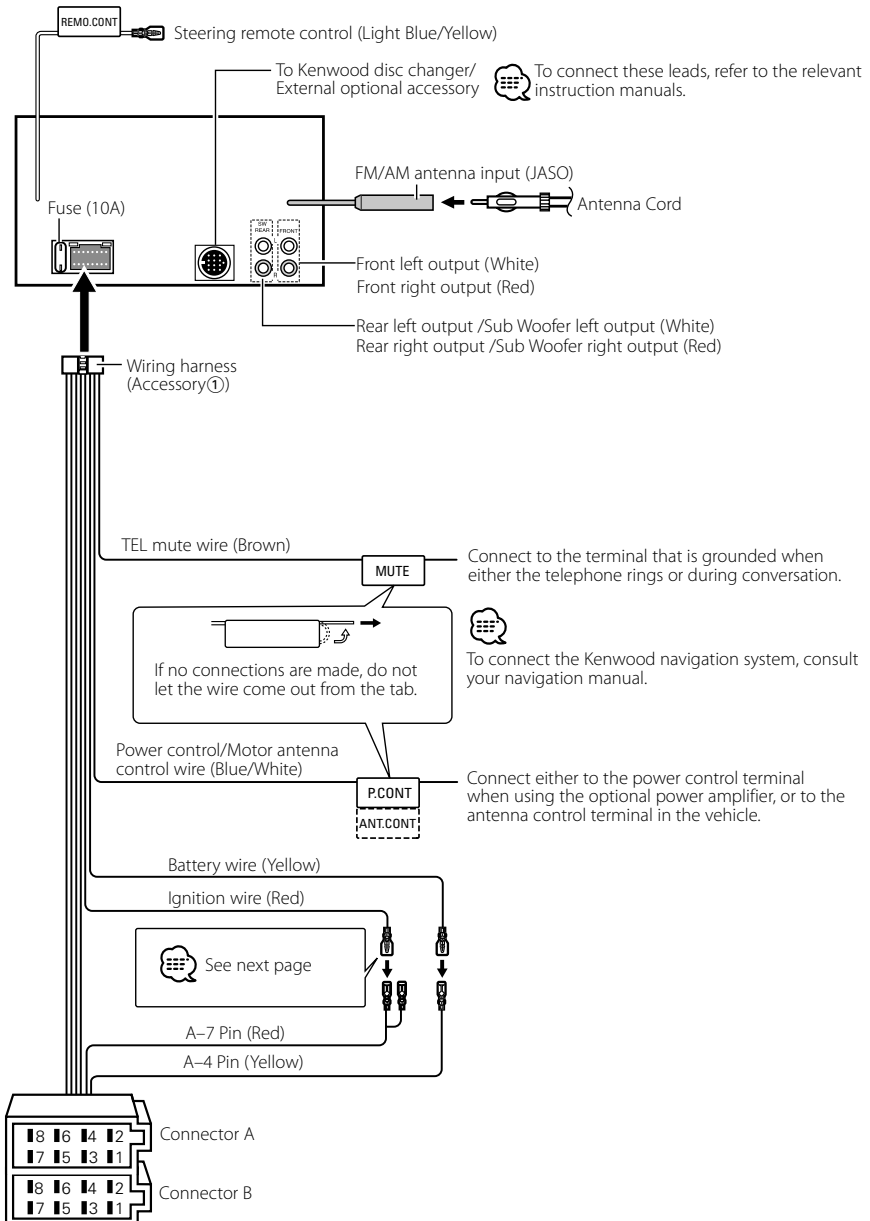 REMO.CONT
Steering remote control (Light Blue/Yellow)
To Kenwood disc changer/
External optional accessory
To connect these leads, refer to the relevant
instruction manuals.
FM/AM antenna input (JASO)
Antenna Cord
Fuse (10A)
SW
REAR
FRONT
L
R
Front left output (White)
Front right output (Red)
Rear left output /Sub Woofer left output (White)
Rear right output /Sub Woofer right output (Red)
Wiring harness
(Accessory①)
TEL mute wire (Brown)
MUTE
Connect to the terminal that is grounded when
either the telephone rings or during conversation.
If no connections are made, do not
let the wire come out from the tab.
To connect the Kenwood navigation system, consult
your navigation manual.
Power control/Motor antenna
control wire (Blue/White)
P.CONT
ANT.CONT
Connect either to the power control terminal
when using the optional power amplifier, or to the
antenna control terminal in the vehicle.
Battery wire (Yellow)
Ignition wire (Red)
See next page
A–7 Pin (Red)
A–4 Pin (Yellow)
8 6 4 2
7 5 3 1
Connector A
8 6 4 2
7 5 3 1
Connector B